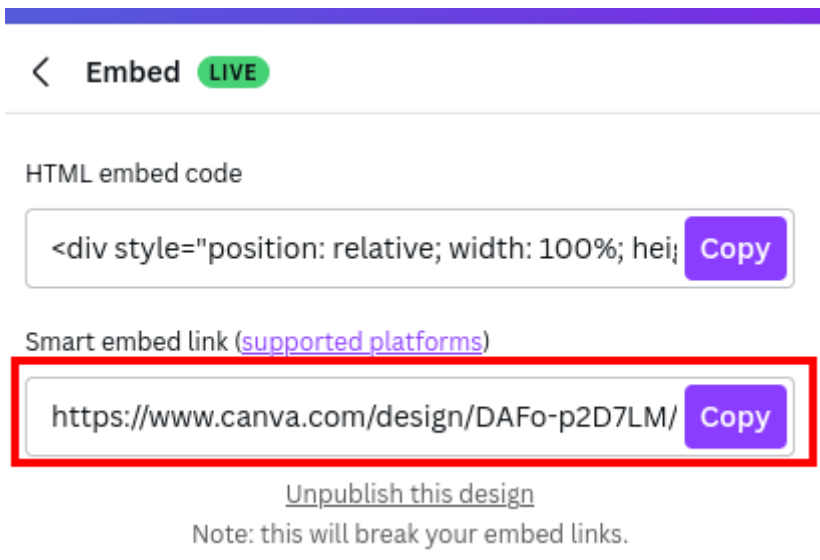 Embed LIVE
HTML embed code
<div style="position: relative; width: 100%; Copy
Smart embed link (supported platforms)
https://www.canva.com/design/DAFo-p2D7LM/ Copy
Unpublish this design
Note: this will break your embed links.